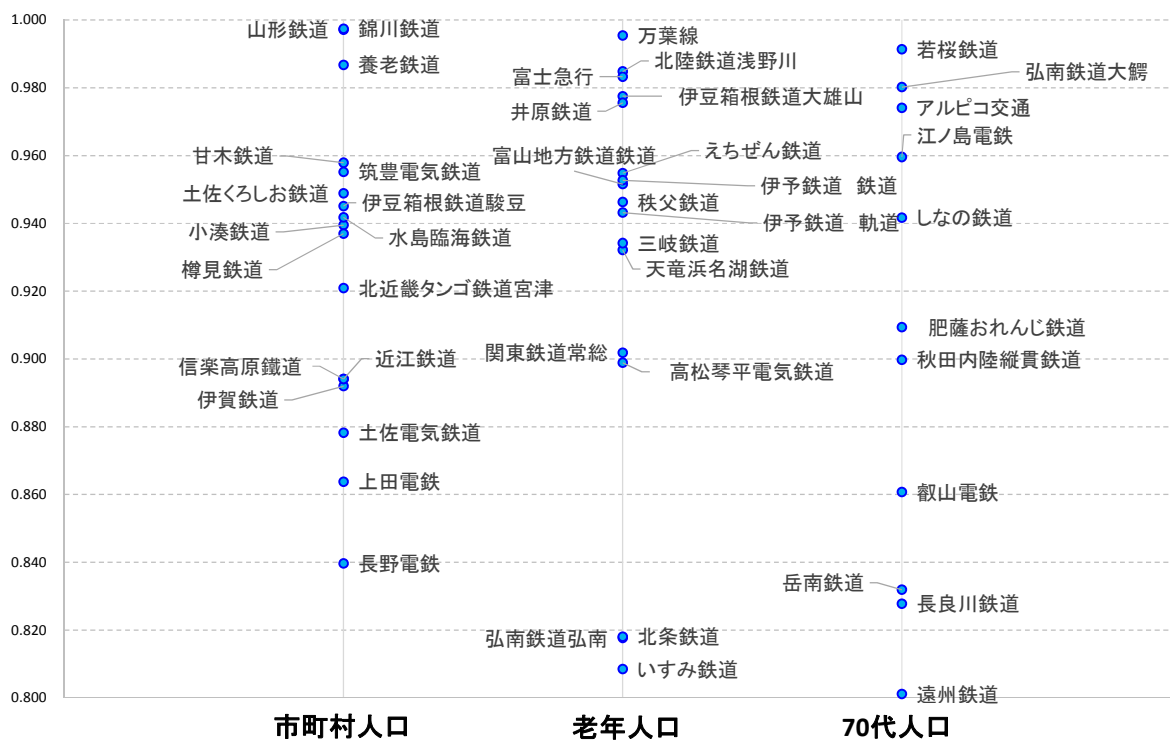 1.000
0.980
0.960
0.940
0.920
0.900
0.880
0.860
0.840
0.820
0.800
山形鉄道
錦川鉄道
養老鉄道
甘木鉄道
筑豊電気鉄道
土佐くろしお鉄道
伊豆箱根鉄道駿豆
小湊鉄道
水島臨海鉄道
樽見鉄道
北近畿タンゴ鉄道宮津
信楽高原鐵道
近江鉄道
伊賀鉄道
土佐電気鉄道
上田電鉄
長野電鉄
市町村人口
万葉線
北陸鉄道浅野川
富士急行
伊豆箱根鉄道大雄山
井原鉄道
富山地方鉄道鉄道
えちぜん鉄道
伊予鉄道 鉄道
秩父鉄道
伊予鉄道 軌道
三岐鉄道
天竜浜名湖鉄道
関東鉄道常総
高松琴平電気鉄道
弘南鉄道弘南
北条鉄道
いすみ鉄道
老年人口
若桜鉄道
弘南鉄道大鰐
アルピコ交通
江ノ島電鉄
しなの鉄道
肥薩おれんじ鉄道
秋田内陸縦貫鉄道
叡山電鉄
岳南鉄道
長良川鉄道
遠州鉄道
70代人口